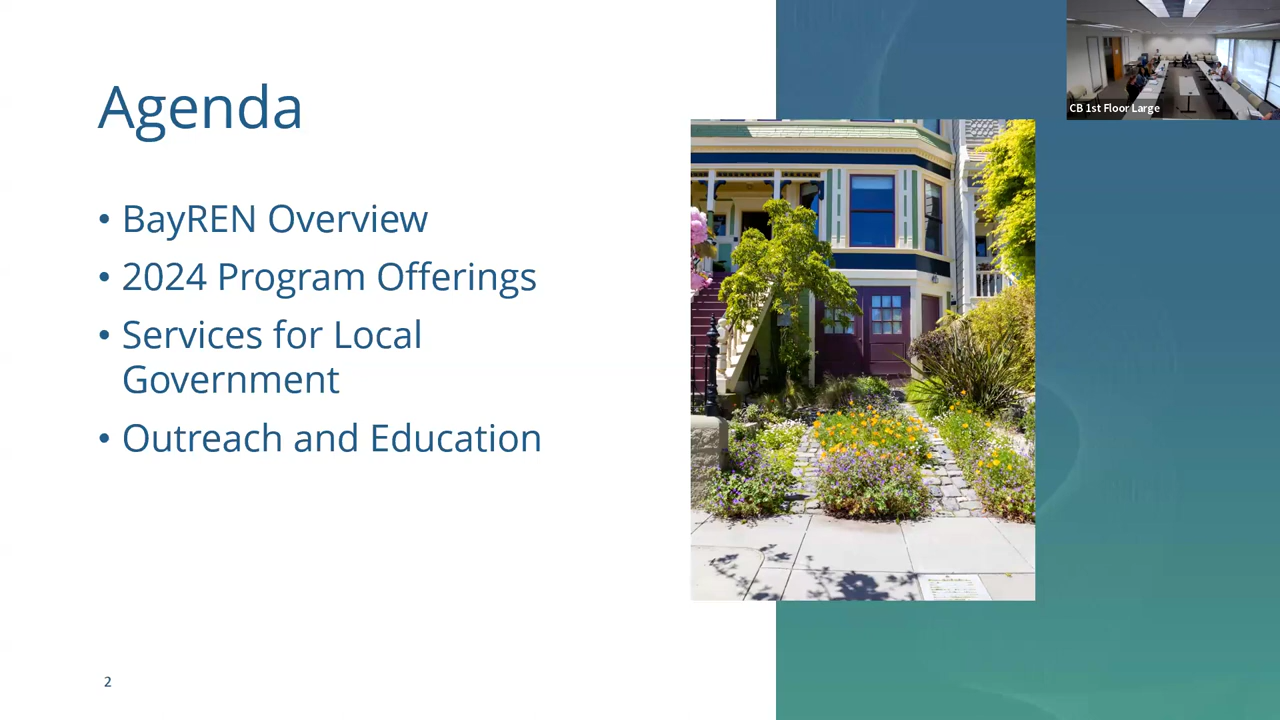 Agenda
• BayREN Overview
• 2024 Program Offerings
• Services for Local
Government
• Outreach and Education
2
CB 1st Floor Large